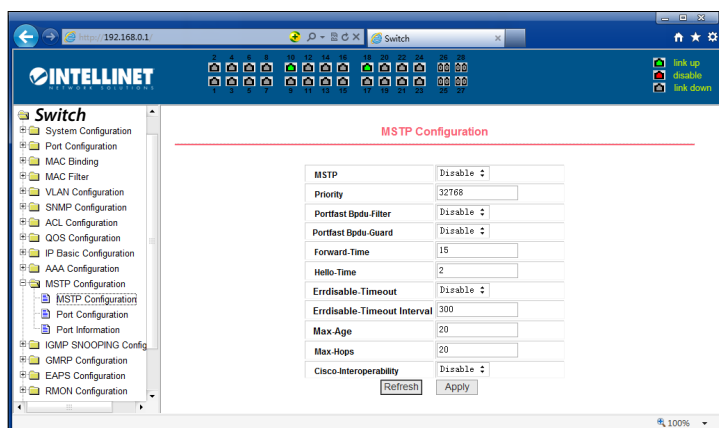 http://192.168.0.1/
Switch
2 4 6 8 10 12 14 16 18 20 22 24 26 28
1 3 5 7 9 11 13 15 17 19 21 23 25 27
link up
disable
link down
INTELLINET
NETWORK SOLUTIONS
Switch
System Configuration
Port Configuration
MAC Binding
MAC Filter
VLAN Configuration
SNMP Configuration
ACL Configuration
QOS Configuration
IP Basic Configuration
AAA Configuration
MSTP Configuration
MSTP Configuration
Port Configuration
Port Information
IGMP SNOOPING Config
GMRP Configuration
EAPS Configuration
RMON Configuration
MSTP Configuration
MSTP Disable
Priority 32768
Portfast Bpdu-Filter Disable
Portfast Bpdu-Guard Disable
Forward-Time 15
Hello-Time 2
Errdisable-Timeout Disable
Errdisable-Timeout Interval 300
Max-Age 20
Max-Hops 20
Cisco-Interoperability Disable
Refresh Apply
100%